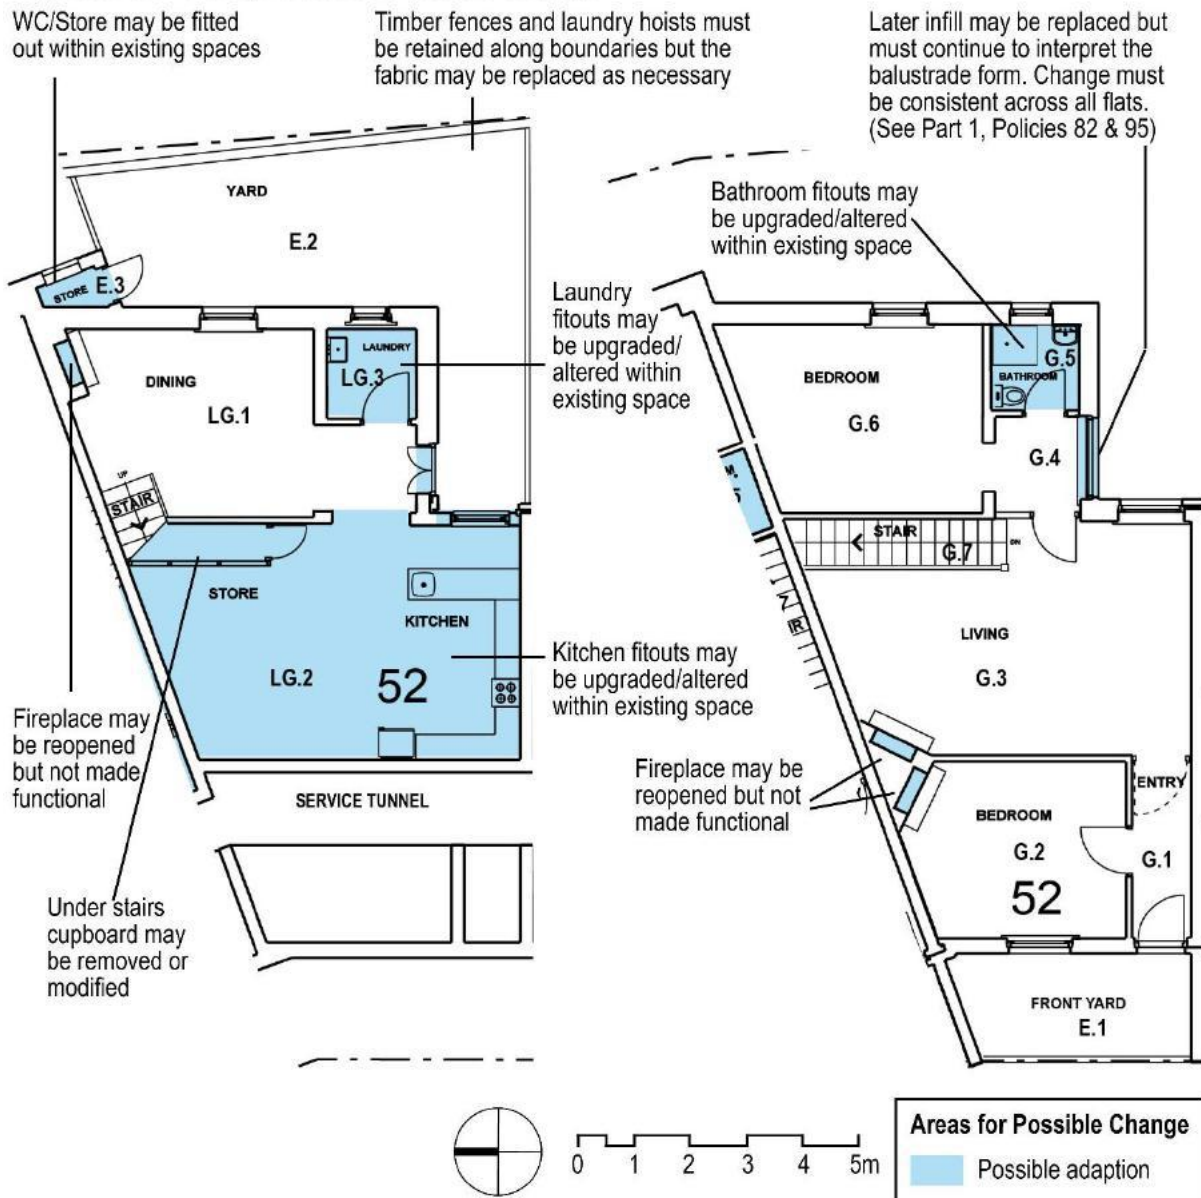 WC/Store may be fitted
out within existing spaces
Timber fences and laundry hoists must
be retained along boundaries but the
fabric may be replaced as necessary
Later infill may be replaced but
must continue to interpret the
balustrade form. Change must
be consistent across all flats.
(See Part 1, Policies 82 & 95)
YARD
E.2
STORE E.3
Bathroom fitouts may
be upgraded/altered
within existing space
Laundry
fitouts may
be upgraded/
altered within
existing space
LAUNDRY
LG.3
DINING
LG.1
UP
STAIR
STORE
KITCHEN
LG.2
52
Kitchen fitouts may
be upgraded/altered
within existing space
Fireplace may
be reopened
but not made
functional
SERVICE TUNNEL
Under stairs
cupboard may
be removed or
modified
BEDROOM
G.6
G.5
BATHROOM
G.4
M.
5
STAIR
G.7
DN
LIVING
G.3
Fireplace may be
reopened but not
made functional
ENTRY
BEDROOM
G.2
G.1
52
FRONT YARD
E.1
0 1 2 3 4 5m
Areas for Possible Change
Possible adaption